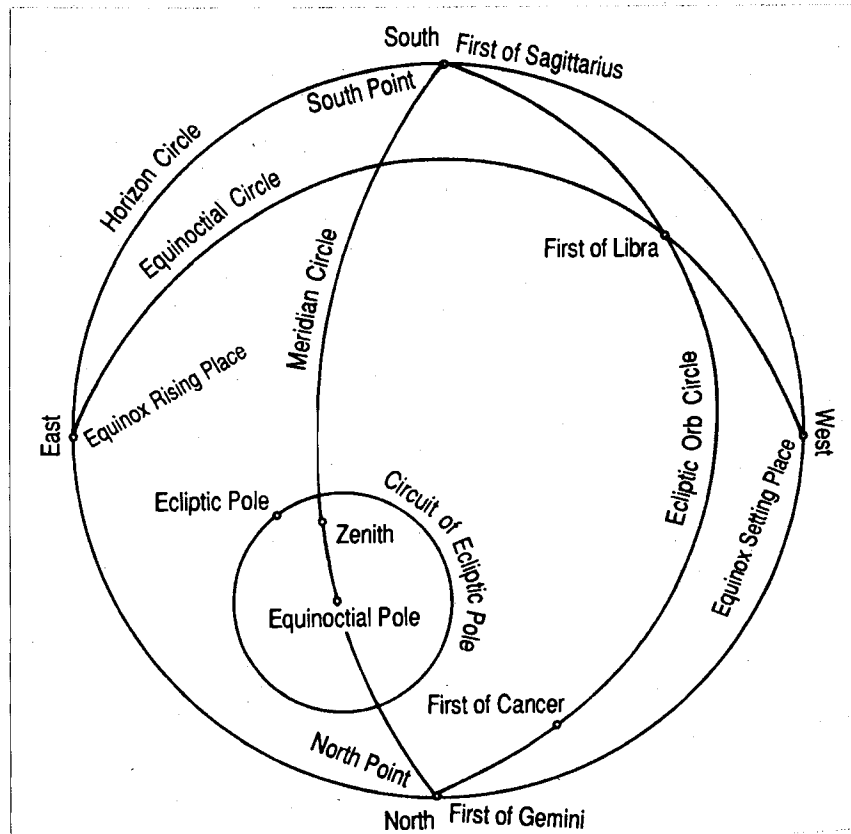 South
First of Sagittarius
South Point
Horizon Circle
Equinoctial Circle
Meridian Circle
First of Libra
Equinox Rising Place
East
West
Ecliptic Orb Circle
Equinox Setting Place
Ecliptic Pole
Circuit of Ecliptic Pole
Zenith
Equinoctial Pole
First of Cancer
North Point
North
First of Gemini